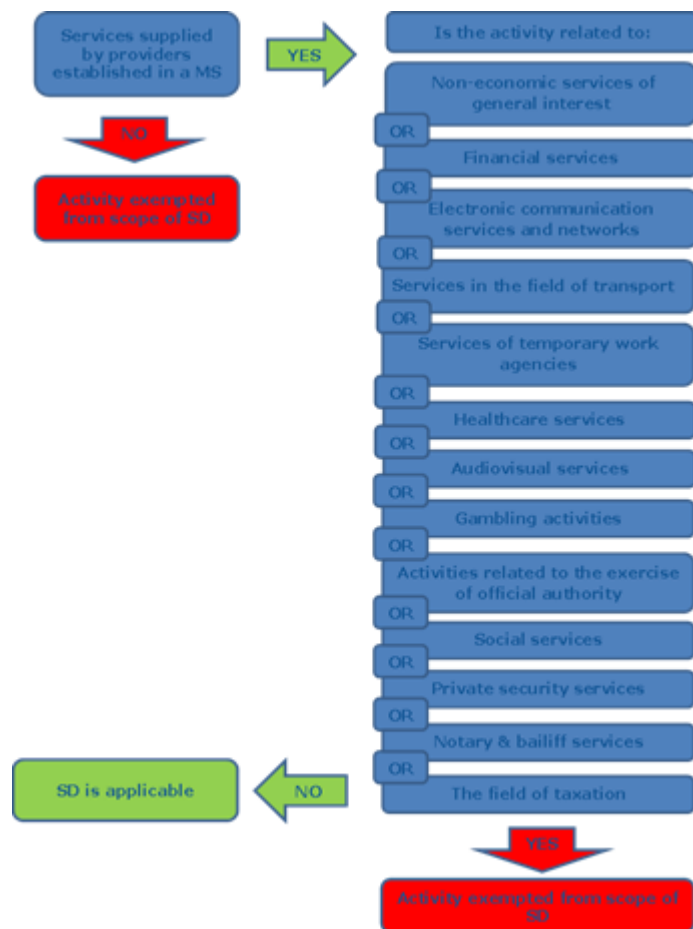 Services supplied
by providers
established in a MS
YES
NO
Activity exempted
from scope of SD
Is the activity related to:
Non-economic services of
general interest
OR
Financial services
OR
Electronic communication
services and networks
OR
Services in the field of transport
OR
Services of temporary work
agencies
OR
Healthcare services
OR
Audiovisual services
OR
Gambling activities
OR
Activities related to the exercise
of official authority
OR
Social services
OR
Private security services
OR
Notary & bailiff services
OR
The field of taxation
NO
SD is applicable
YES
Activity exempted from scope of
SD